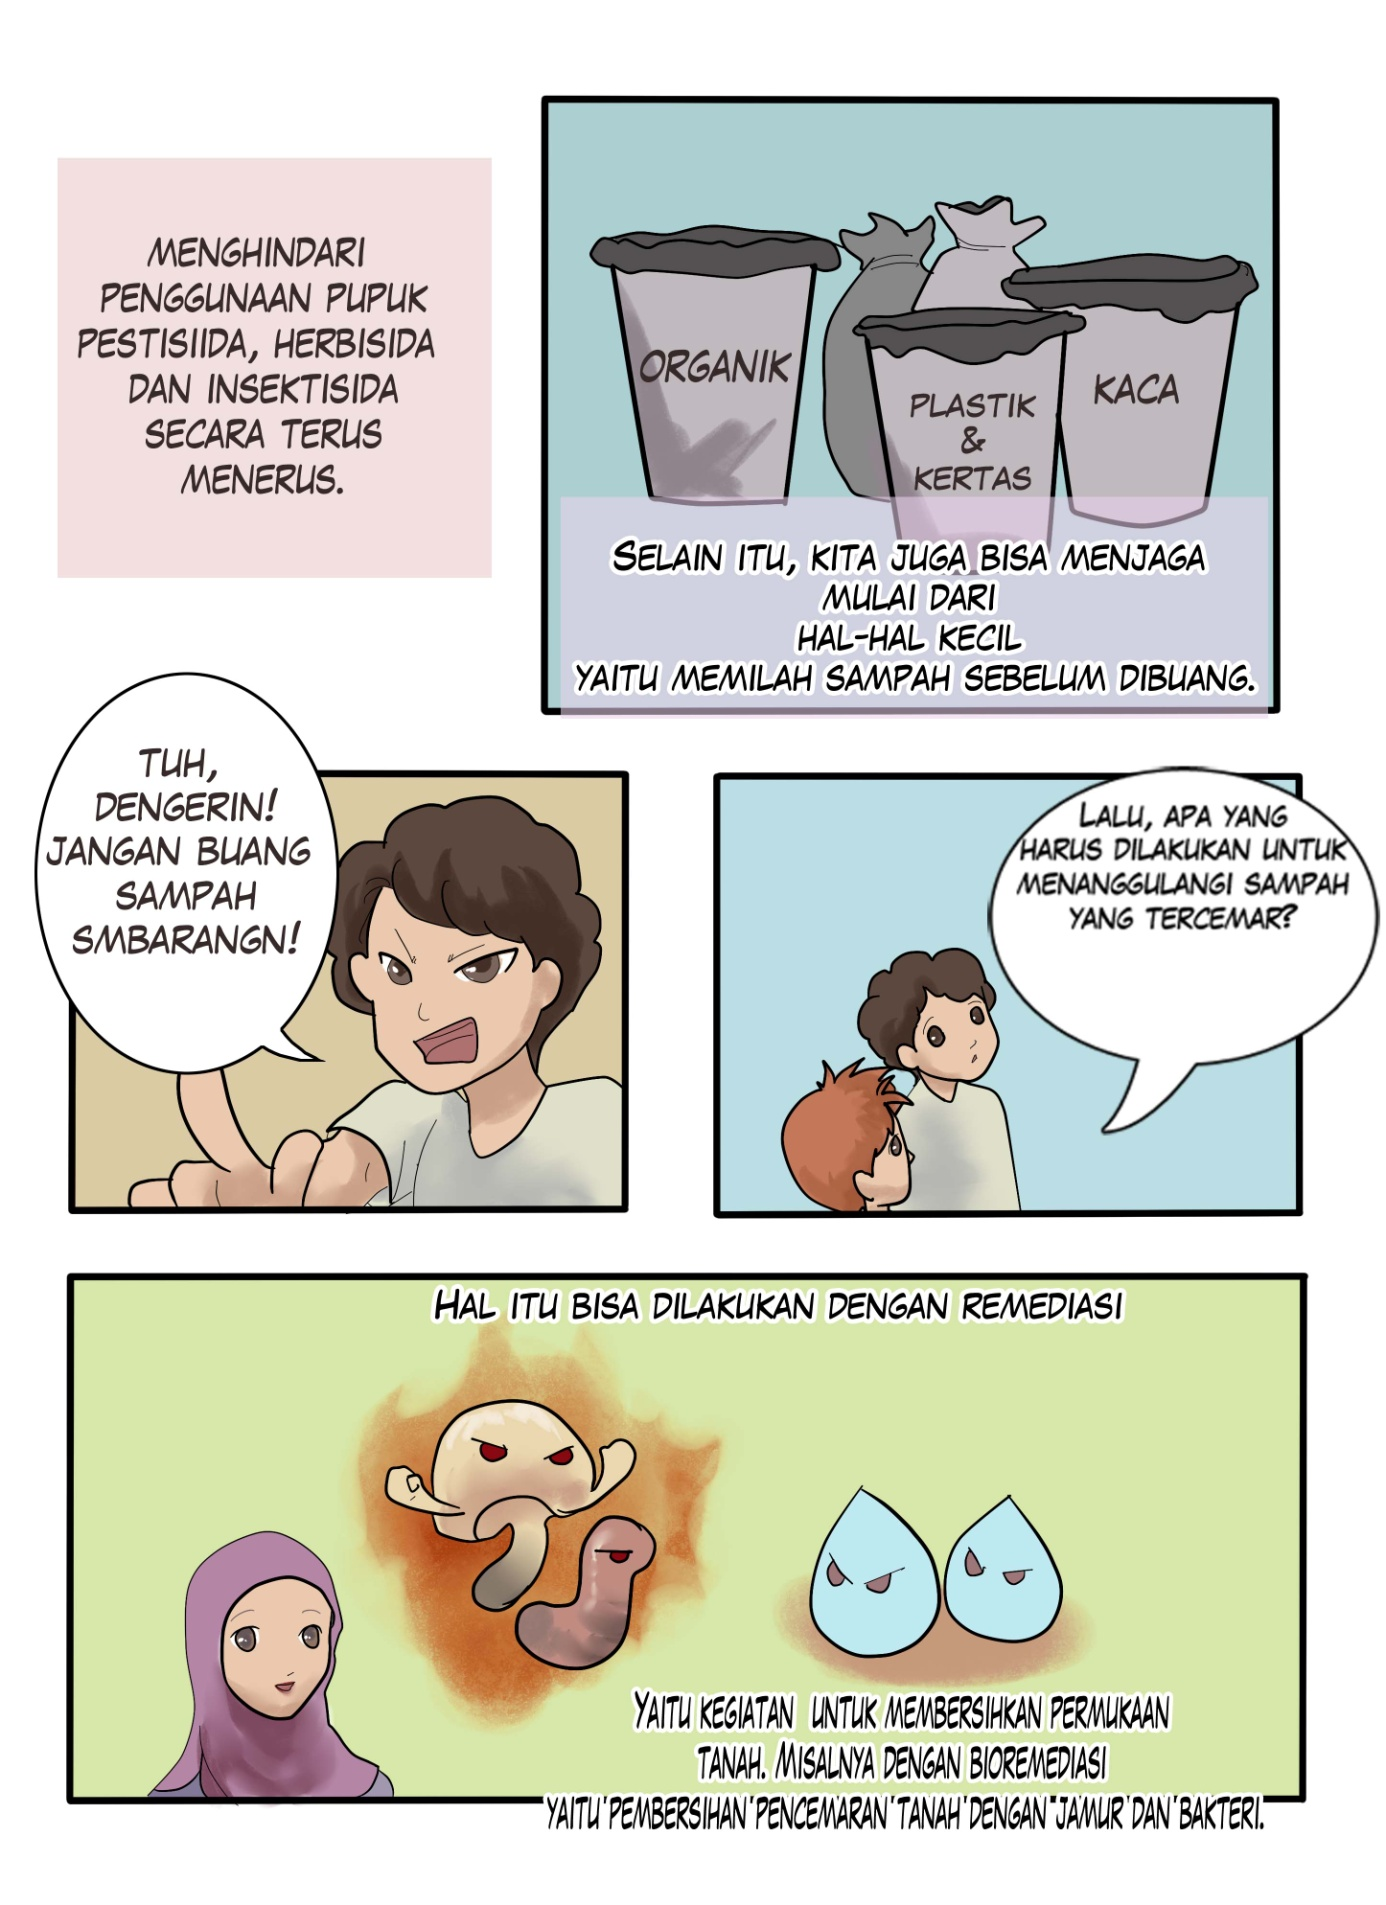 MENGHINDARI
PENGGUNAAN PUPUK
PESTISIIDA, HERBISIDA
DAN INSEKTISIDA
SECARA TERUS
MENERUS.
ORGANIK
PLASTIK
&
KERTAS
KACA
SELAIN ITU, KITA JUGA BISA MENJAGA
MULAI DARI
HAL-HAL KECIL
YAITU MEMILAH SAMPAH SEBELUM DIBUANG.
TUH,
DENGERIN!
JANGAN BUANG
SAMPAH
SMBARANGN!
LALU, APA YANG
HARUS DILAKUKAN UNTUK
MENANGGULANGI SAMPAH
YANG TERCEMAR?
HAL ITU BISA DILAKUKAN DENGAN REMEDIASI
YAITU KEGIATAN UNTUK MEMBERSIHKAN PERMUKAAN
TANAH. MISALNYA DENGAN BIOREMEDIASI
YAITU PEMBERSIHAN PENCEMARAN TANAH DENGAN JAMUR DAN BAKTERI.